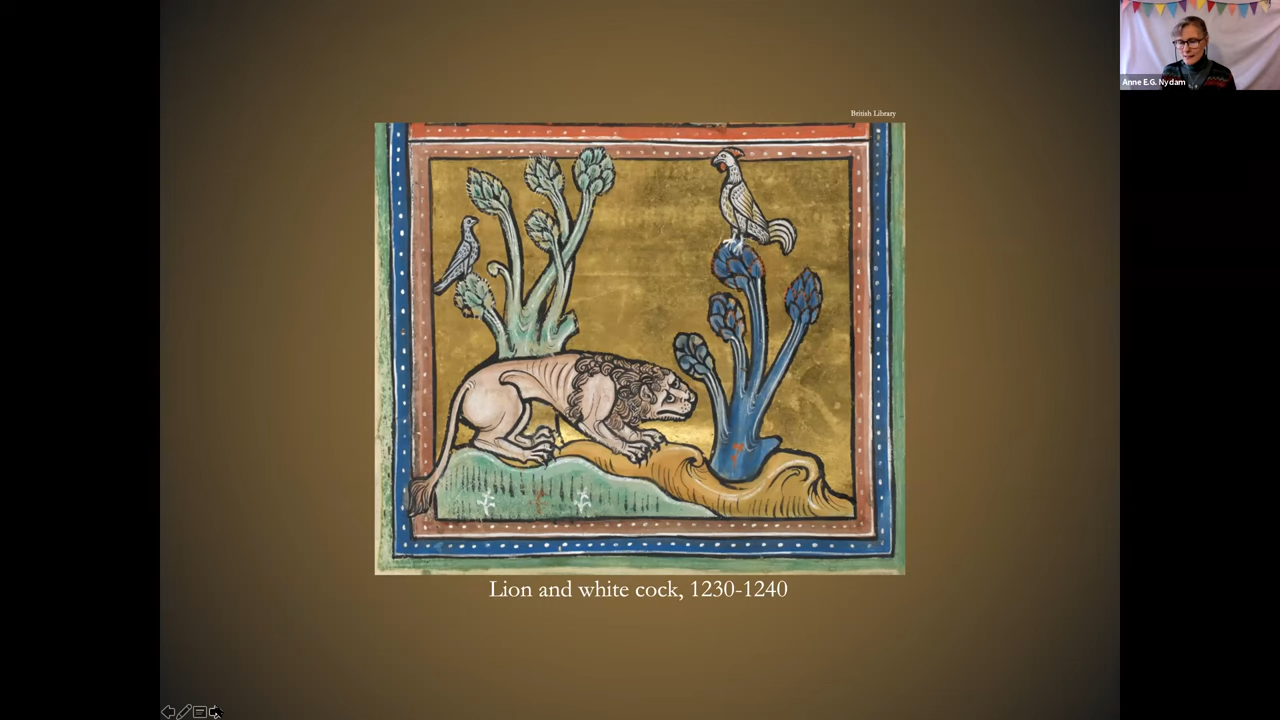 British Library
Anne E.G. Nydam
Lion and white cock, 1230-1240